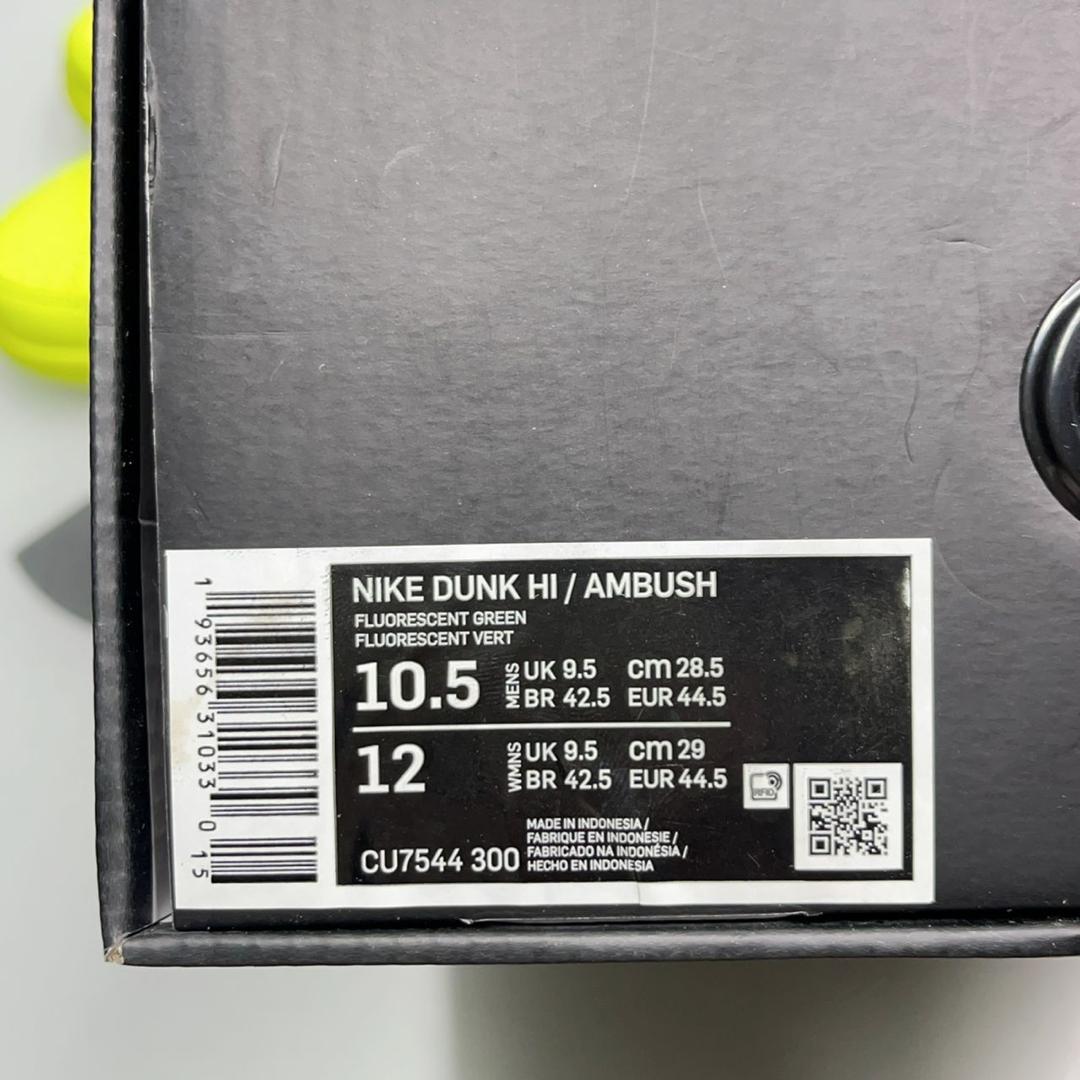 NIKE DUNK HI / AMBUSH
FLUORESCENT GREEN
FLUORESCENT VERT
10.5 MENS UK 9.5 cm 28.5
BR 42.5 EUR 44.5
12 WMNS UK 9.5 cm 29
BR 42.5 EUR 44.5
RFID
CU7544 300
MADE IN INDONESIA /
FABRIQUE EN INDONESIE /
FABRICADO NA INDONÉSIA /
HECHO EN INDONESIA
1 93656 31033 0 15